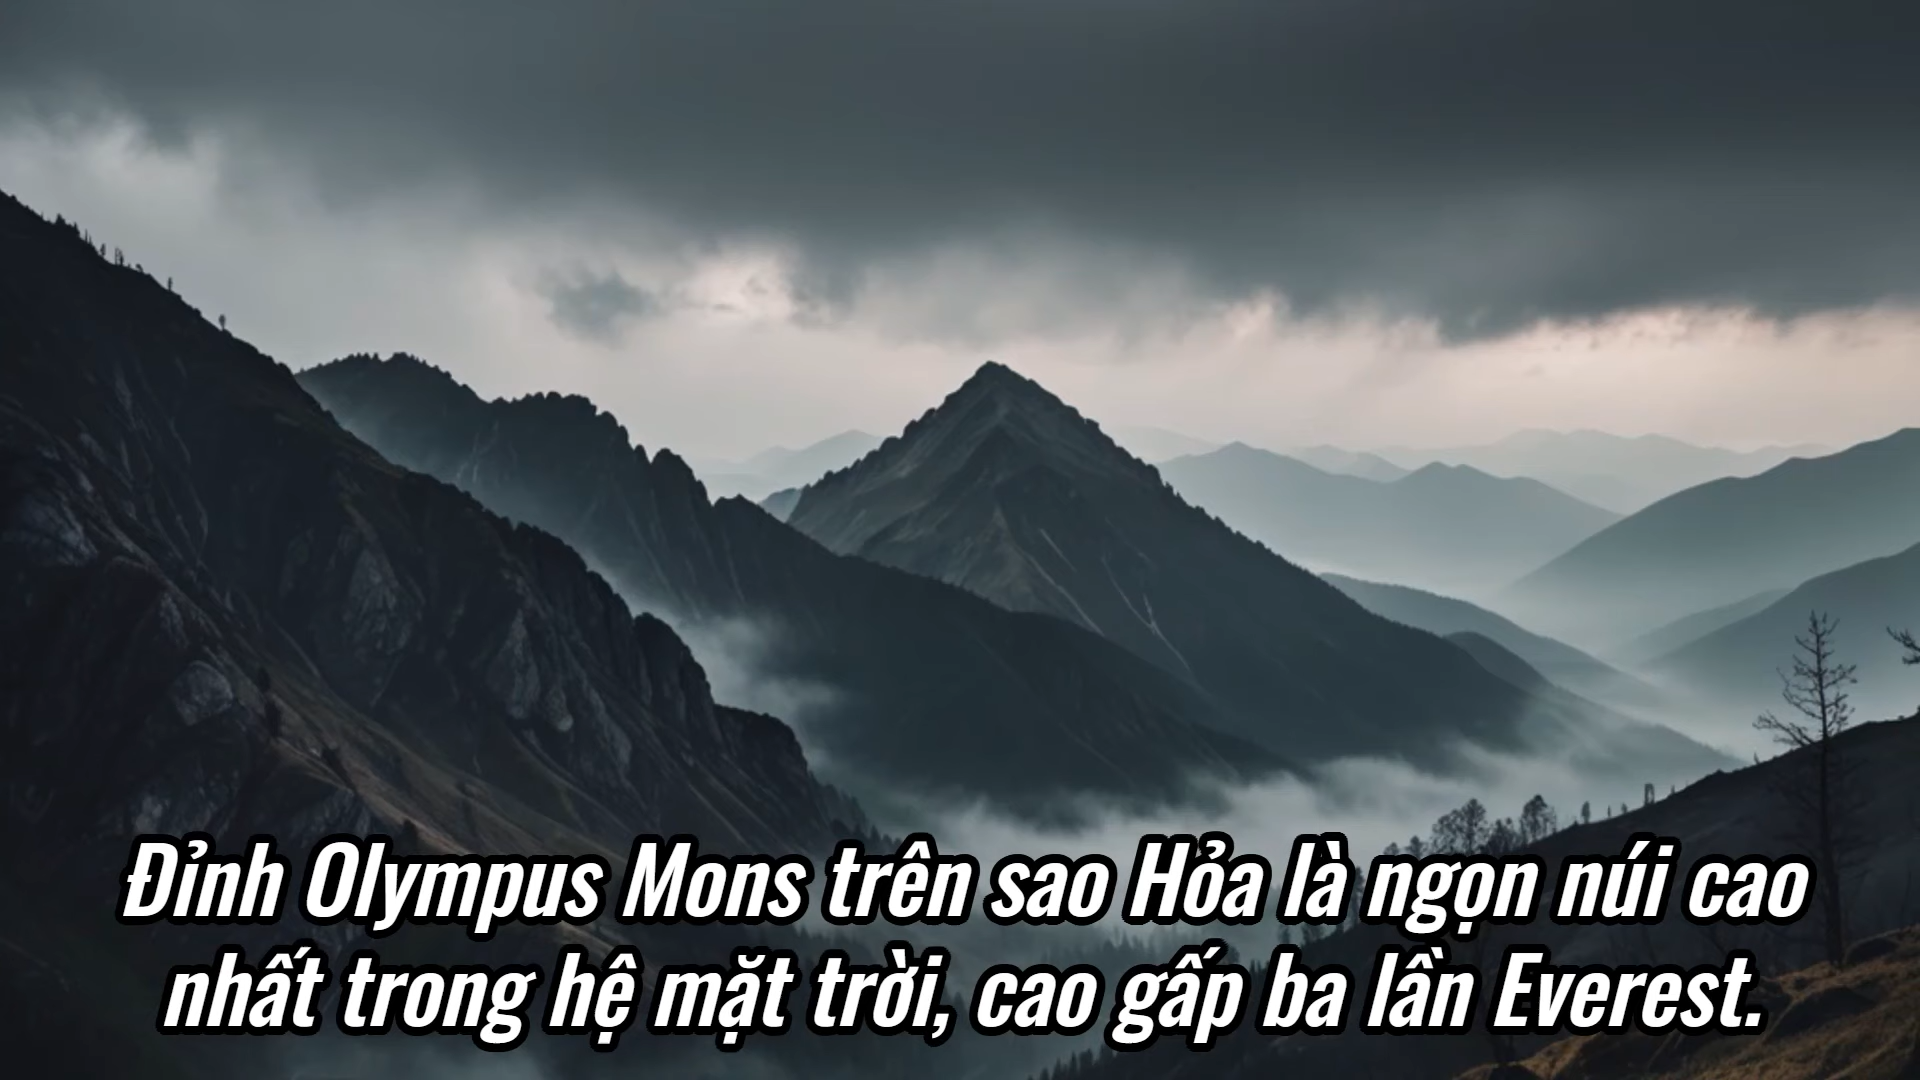 Đỉnh Olympus Mons trên sao Hỏa là ngọn núi cao
nhất trong hệ mặt trời, cao gấp ba lần Everest.